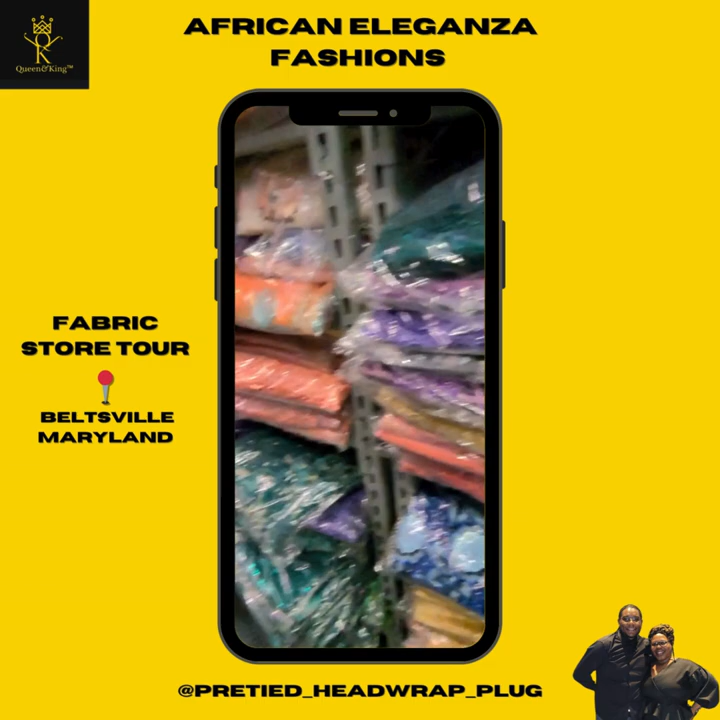 Queen&King™
AFRICAN ELEGANZA
FASHIONS
FABRIC
STORE TOUR
BELTSVILLE
MARYLAND
@PRETIED_HEADWRAP_PLUG